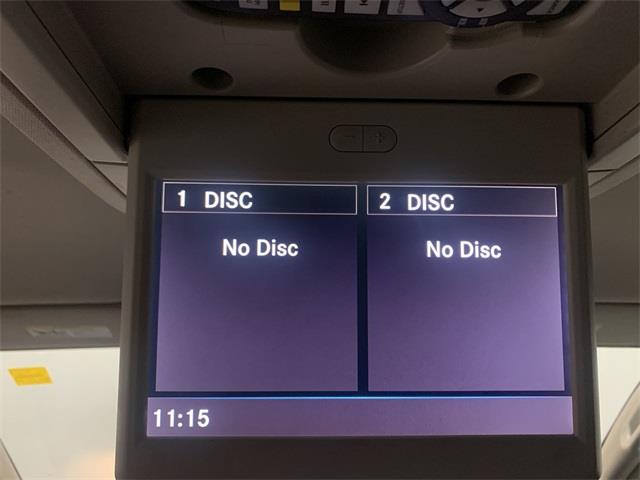 1 DISC
No Disc
2 DISC
No Disc
11:15